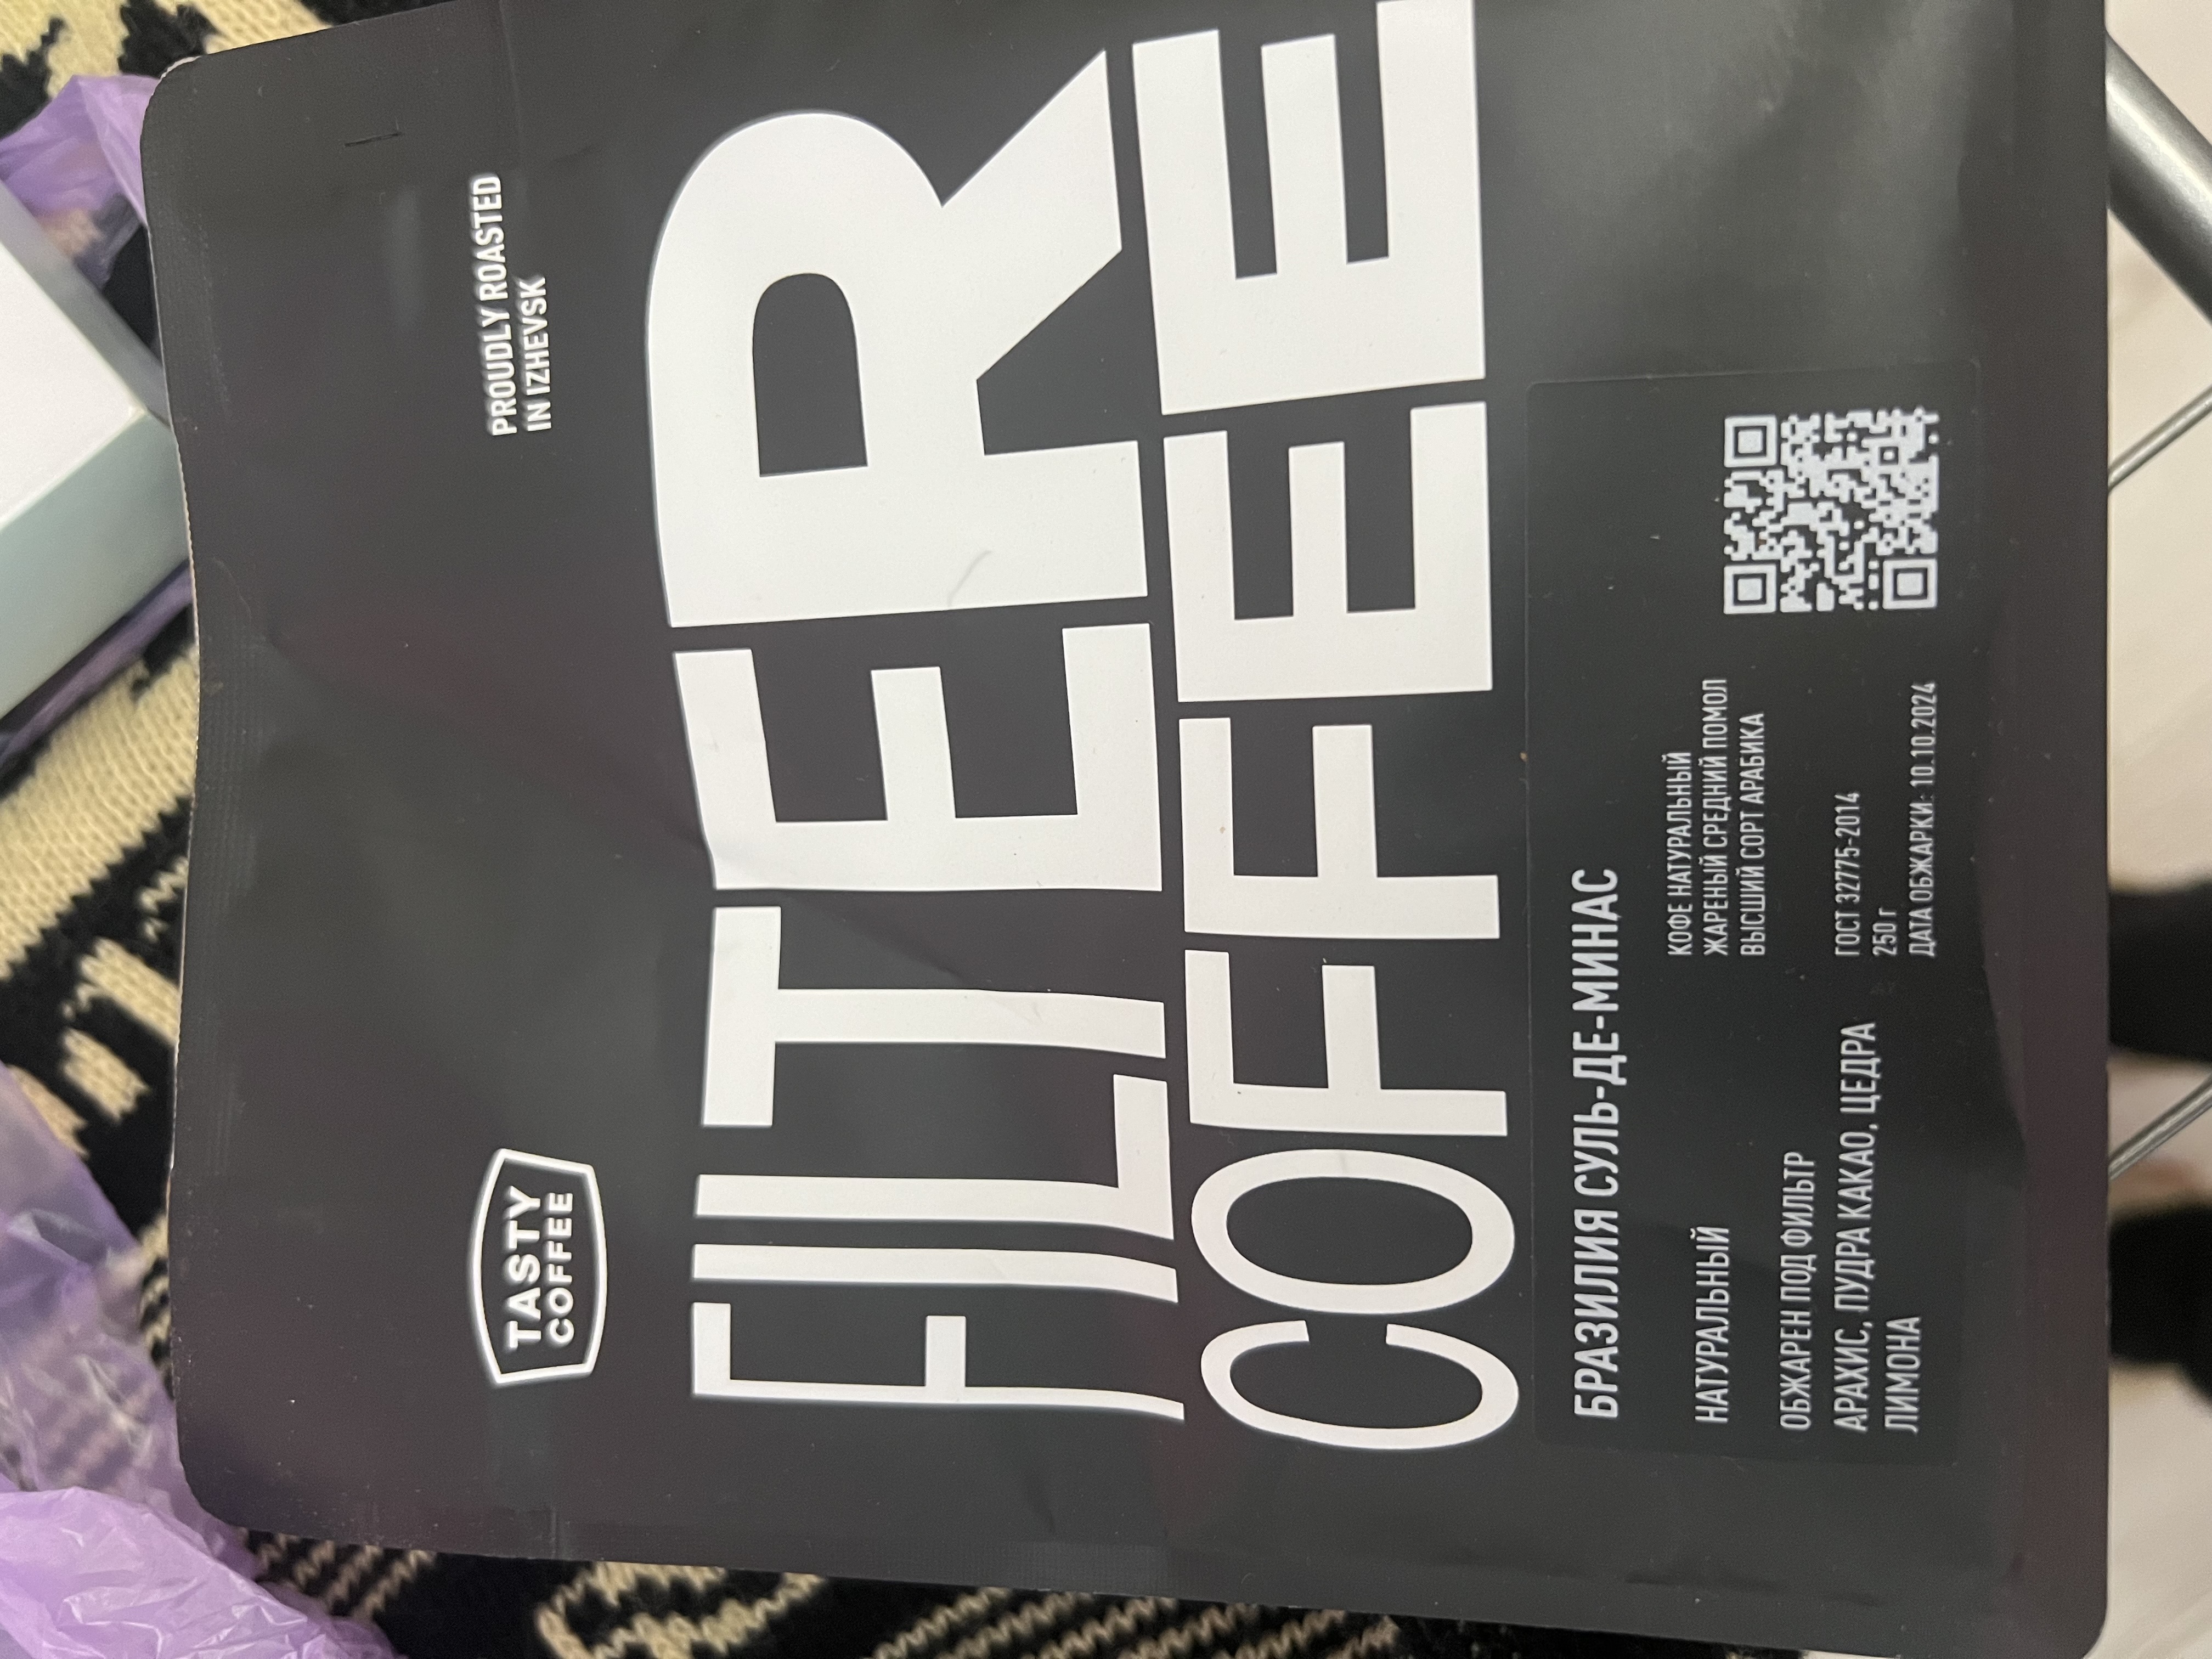 TASTY
COFFEE
PROUDLY ROASTED
IN IZHEVSK
FILTER
COFFEE
БРАЗИЛИЯ СУЛЬ-ДЕ-МИНАС
НАТУРАЛЬНЫЙ
ОБЖАРЕН ПОД ФИЛЬТР
АРАХИС, ПУДРА КАКАО, ЦЕДРА
ЛИМОНА
КОФЕ НАТУРАЛЬНЫЙ
ЖАРЕНЫЙ СРЕДНИЙ ПОМОЛ
ВЫСШИЙ СОРТ АРАБИКА
ГОСТ 32775-2014
250 г
ДАТА ОБЖАРКИ: 10.10.2024